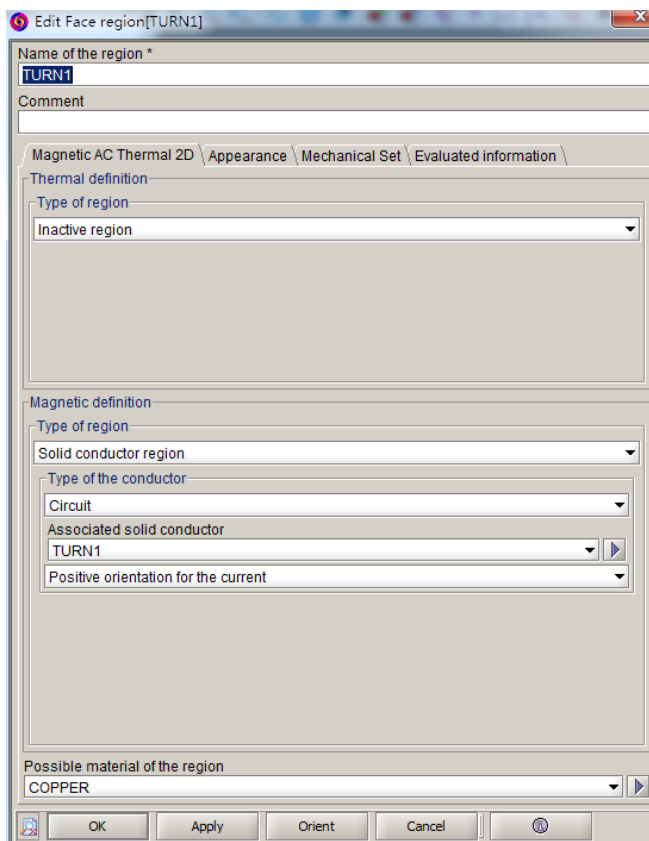 Edit Face region[TURN1]
Name of the region *
TURN1
Comment
Magnetic AC Thermal 2D Appearance Mechanical Set Evaluated information
Thermal definition
Type of region
Inactive region
Magnetic definition
Type of region
Solid conductor region
Type of the conductor
Circuit
Associated solid conductor
TURN1
Positive orientation for the current
Possible material of the region
COPPER
OK Apply Orient Cancel